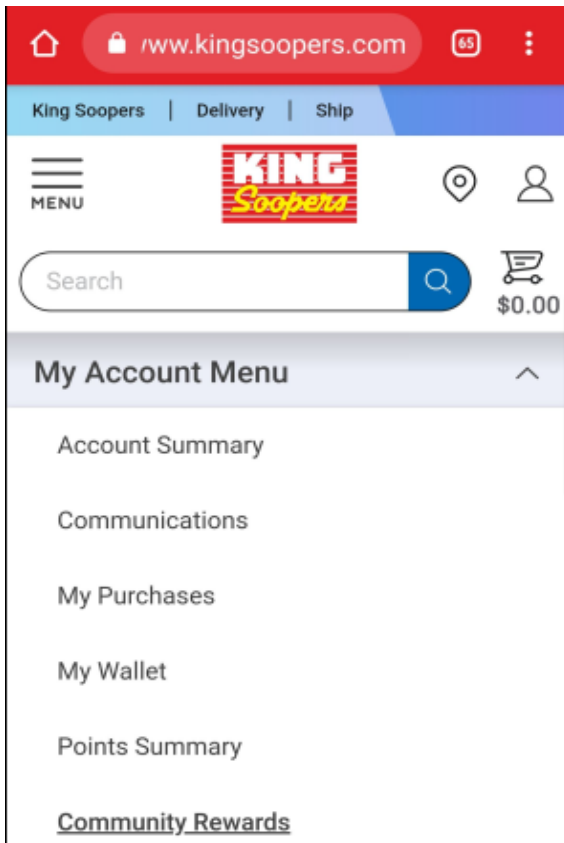 /ww.kingsoopers.com 65
King Soopers | Delivery | Ship
MENU
KING
Soopers
Search
$0.00
My Account Menu
Account Summary
Communications
My Purchases
My Wallet
Points Summary
Community Rewards